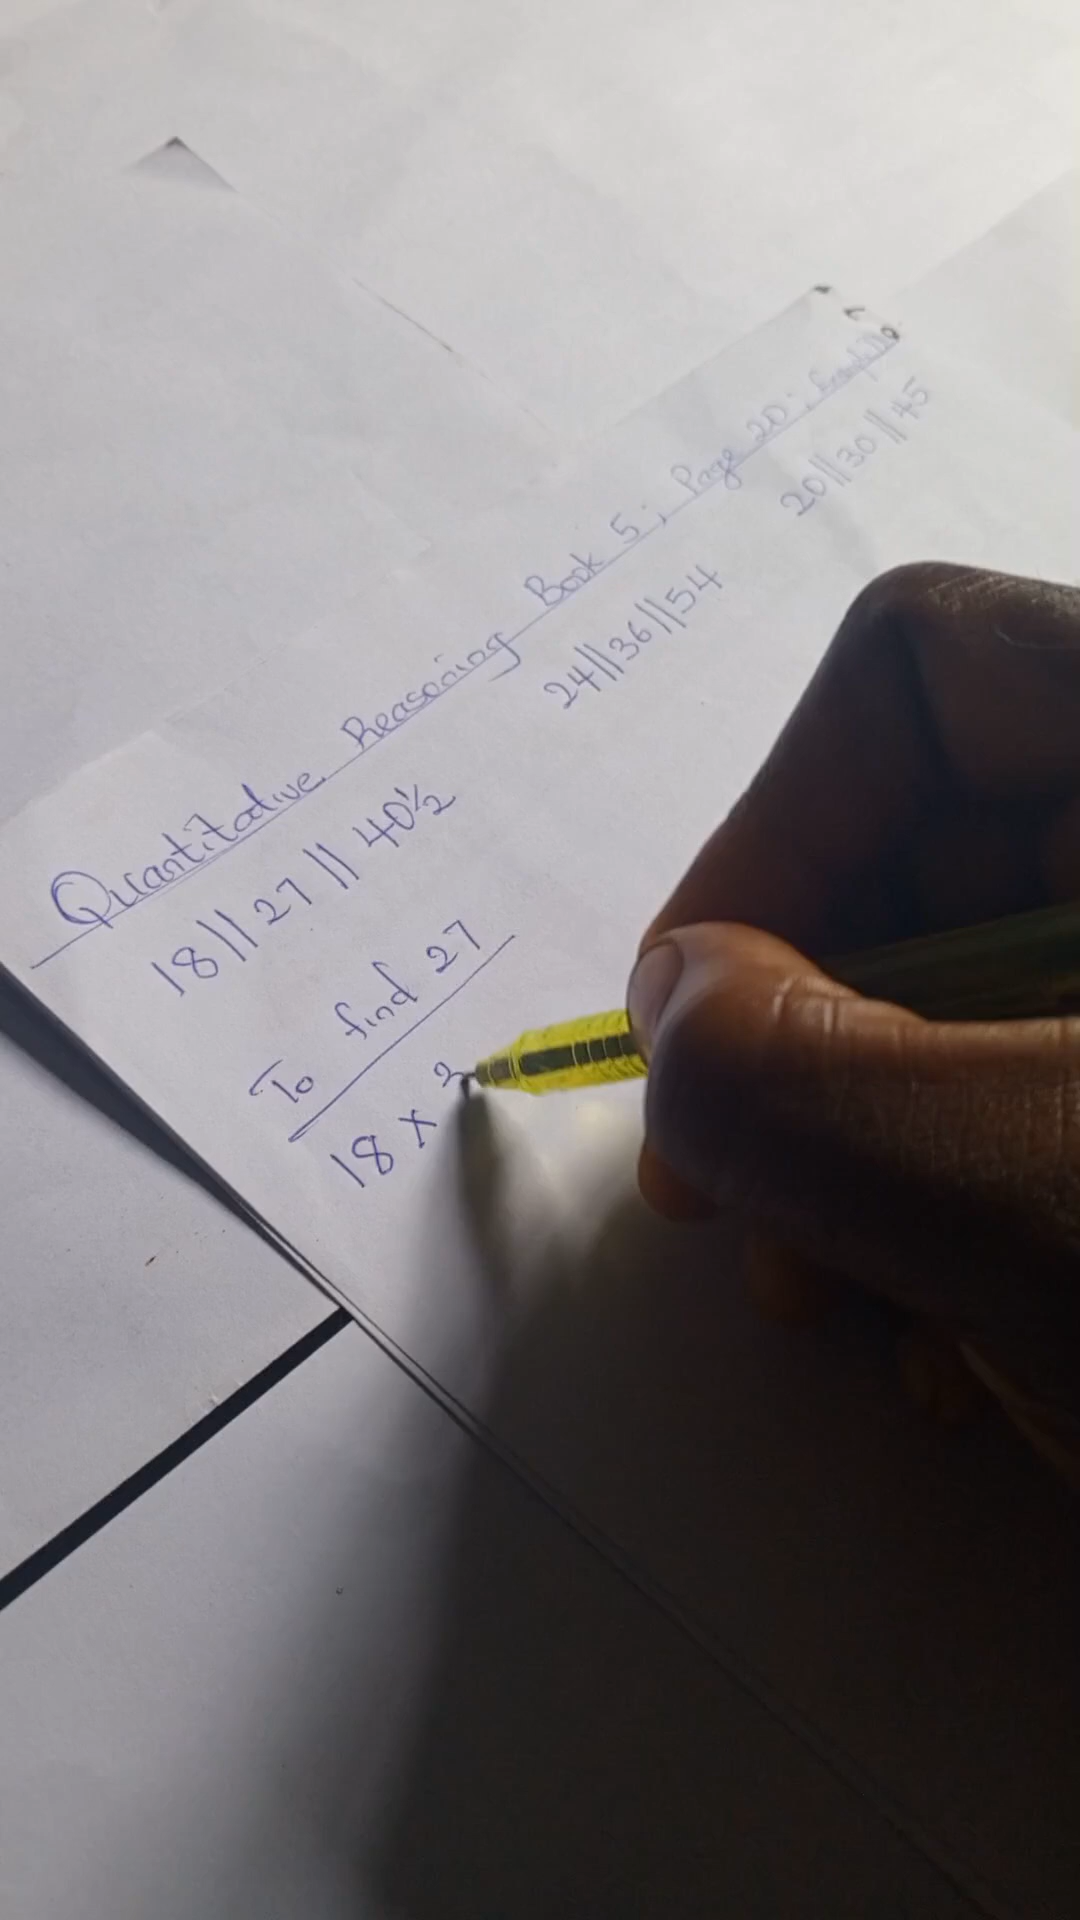 Quantitative Reasoning Book 5; Page 20;
18||27||40½ 24||36||54 20||30||45
To find 27
18 x